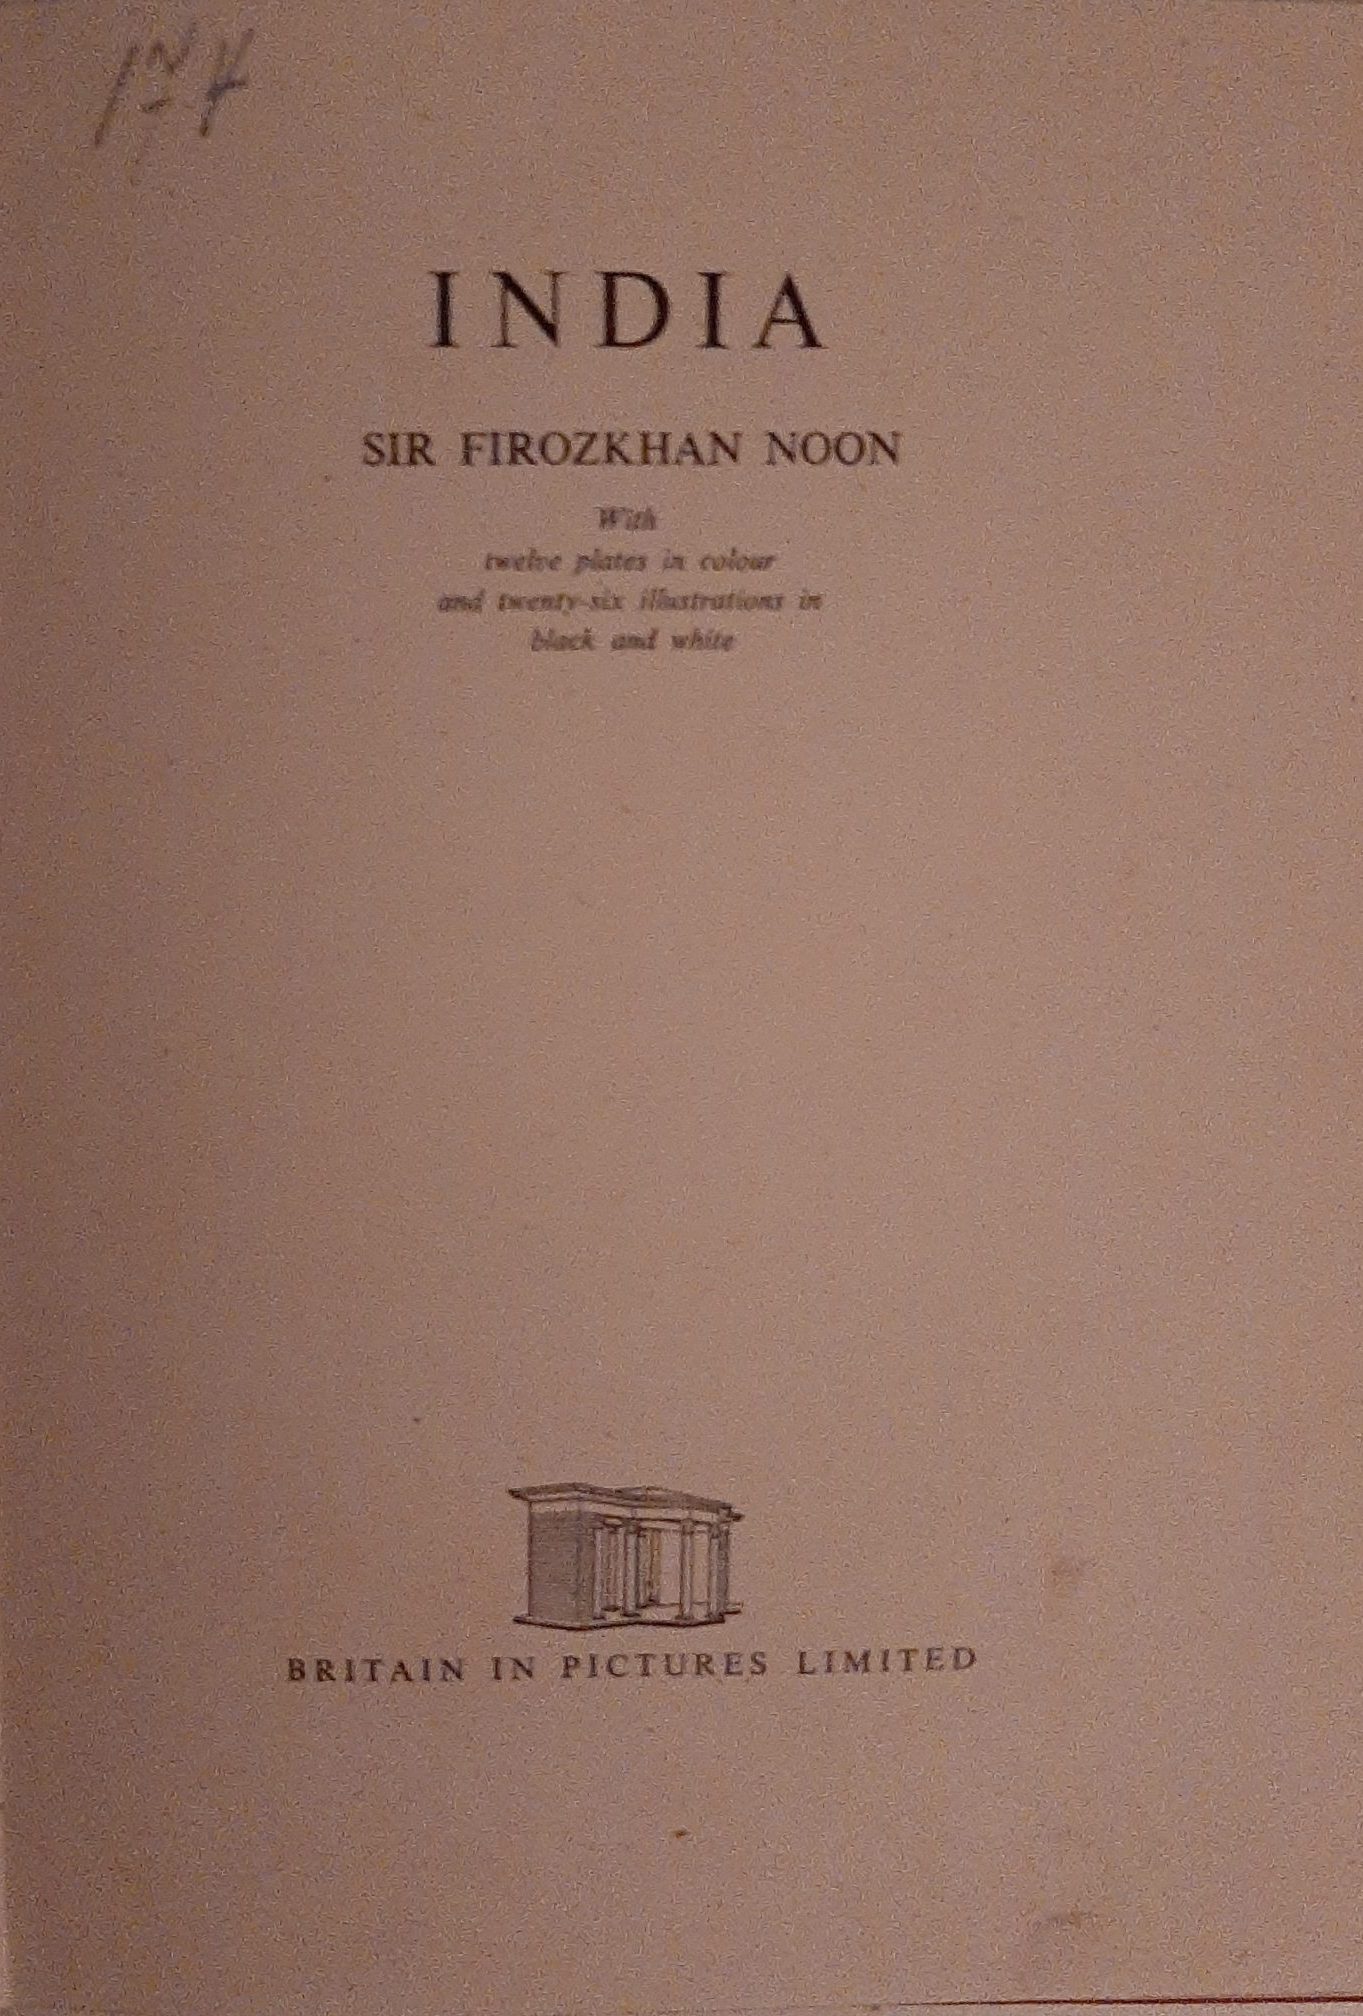 INDIA
SIR FIROZKHAN NOON
With
twelve plates in colour
and twenty-six illustrations in
black and white
BRITAIN IN PICTURES LIMITED